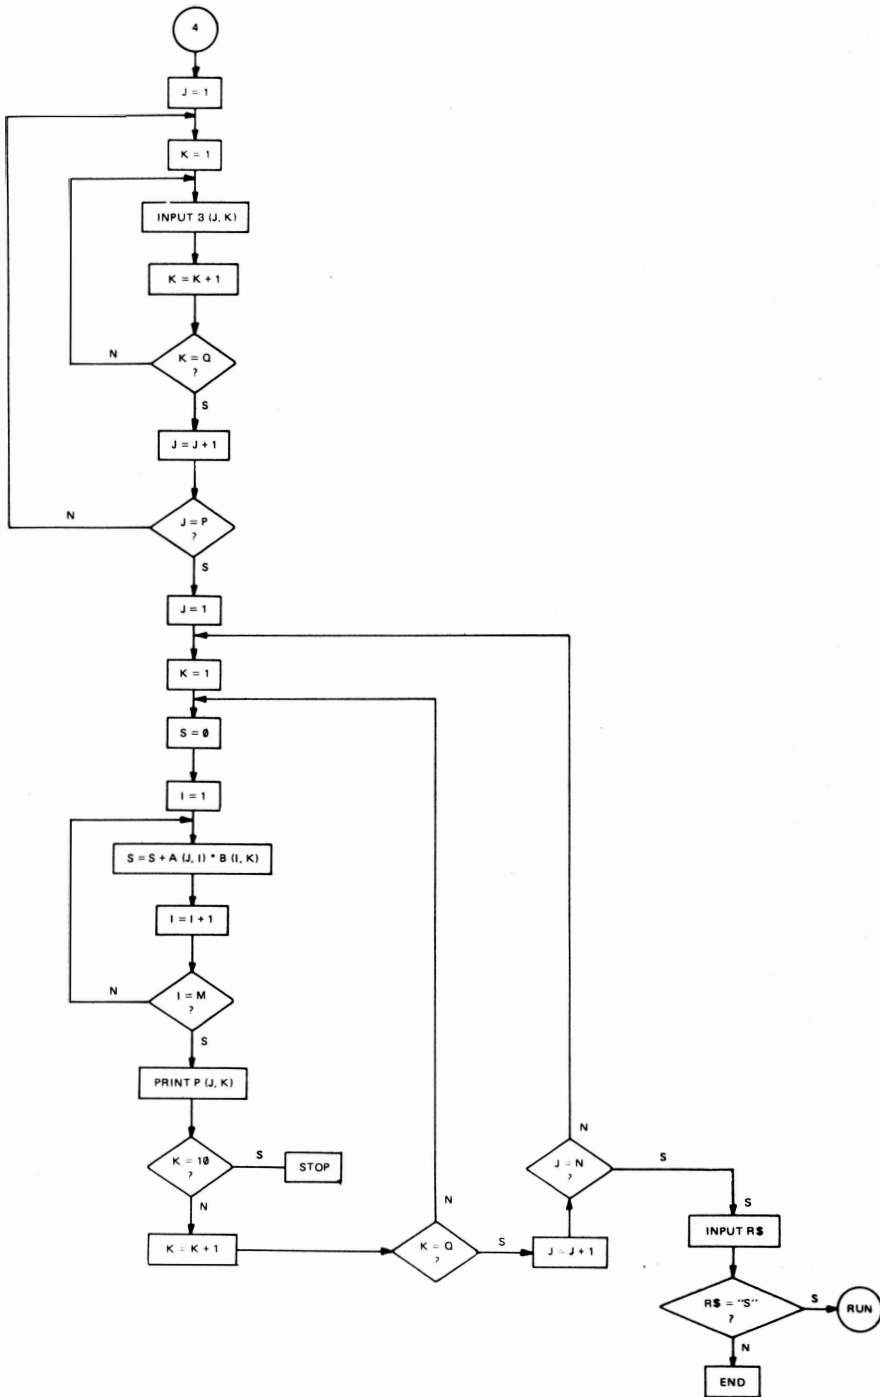 4
J = 1
K = 1
INPUT 3 (J, K)
K = K + 1
K = Q
?
N
S
J = J + 1
J = P
?
N
S
J = 1
K = 1
S = 0
I = 1
S = S + A (J, I) * B (I, K)
I = I + 1
I = M
?
N
S
PRINT P (J, K)
K = 10
?
S
STOP
N
K = K + 1
K = Q
?
N
S
J = J + 1
J = N
?
N
S
S
INPUT R$
R$ = "S"
?
S
RUN
N
END